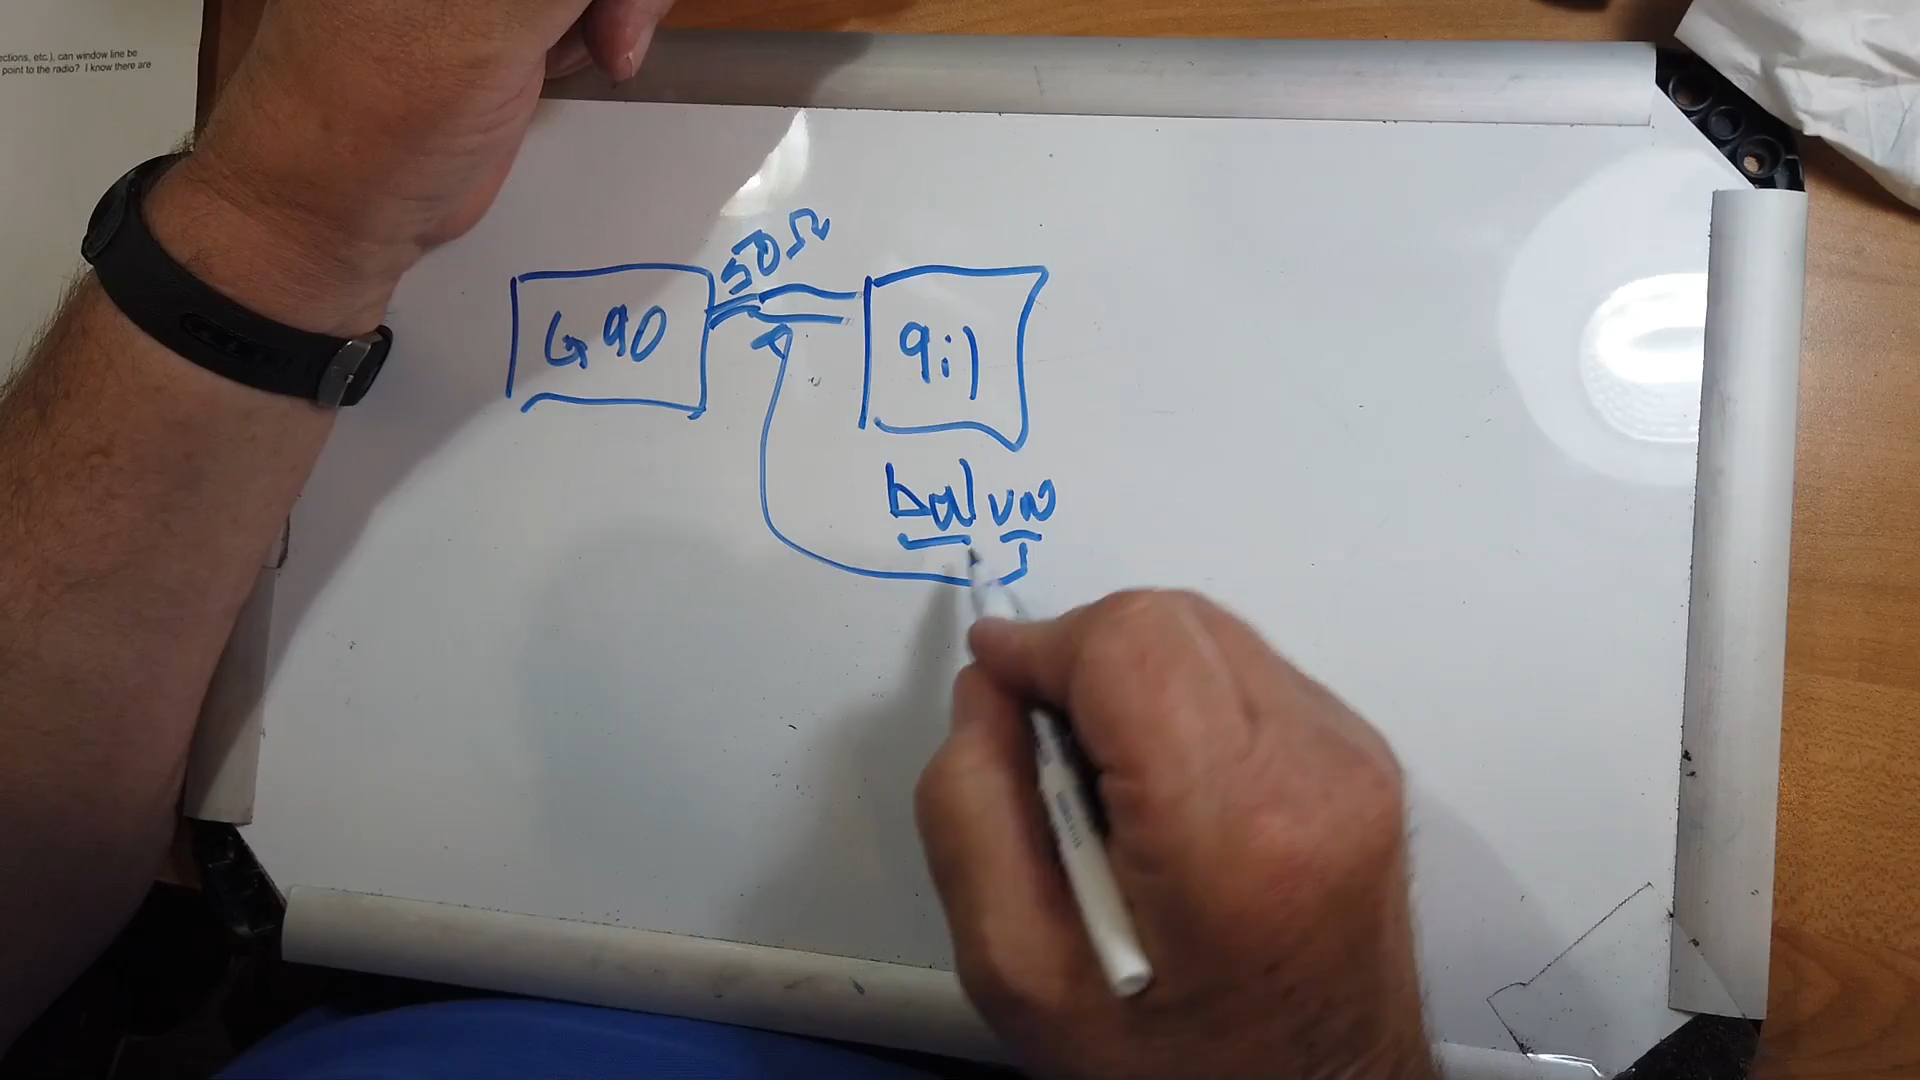 ections, etc.), can window line be
point to the radio? I know there are
50Ω
G90
9:1
balun